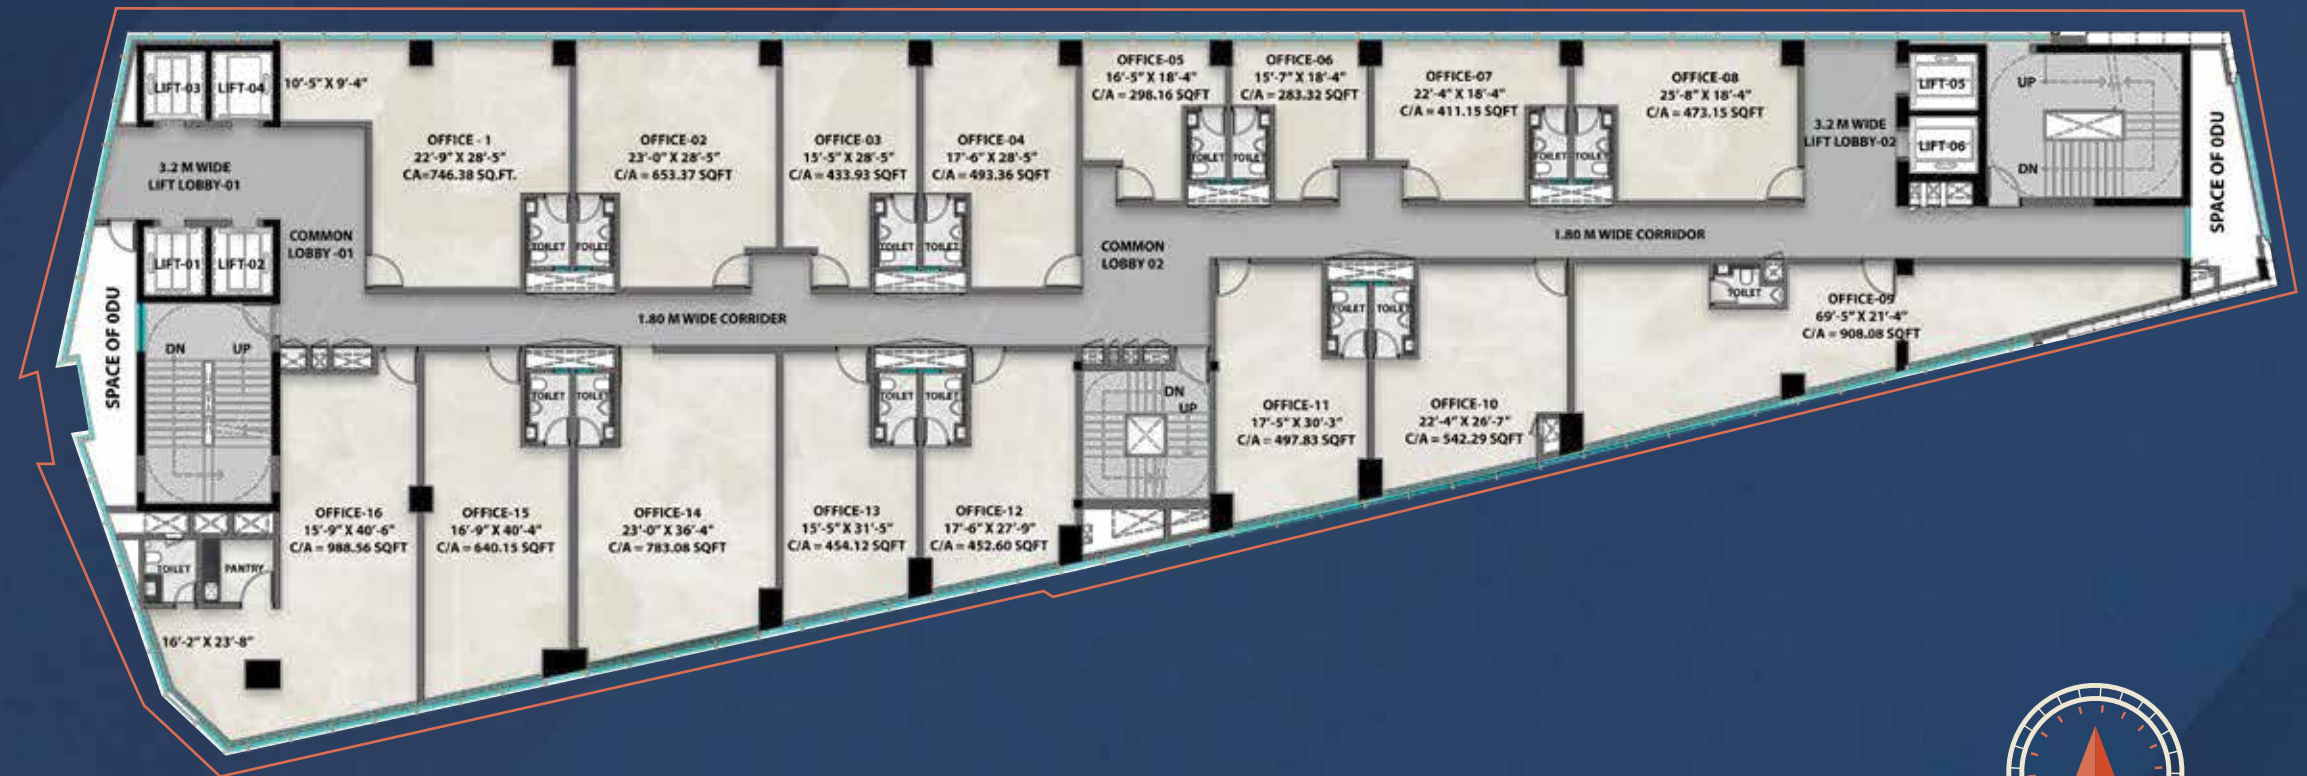 LIFT-03
LIFT-04
10'-5" X 9'-4"
3.2 M WIDE
LIFT LOBBY-01
LIFT-01
LIFT-02
COMMON
LOBBY -01
SPACE OF 0DU
DN
UP
OFFICE - 1
22'-9" X 28'-5"
CA=746.38 SQ.FT.
TOILET
TOILET
OFFICE-02
23'-0" X 28'-5"
C/A = 653.37 SQFT
OFFICE-03
15'-5" X 28'-5"
C/A = 433.93 SQFT
TOILET
TOILET
OFFICE-04
17'-6" X 28'-5"
C/A = 493.36 SQFT
OFFICE-05
16'-5" X 18'-4"
C/A = 298.16 SQFT
TOILET
TOILET
OFFICE-06
15'-7" X 18'-4"
C/A = 283.32 SQFT
OFFICE-07
22'-4" X 18'-4"
C/A = 411.15 SQFT
TOILET
TOILET
OFFICE-08
25'-8" X 18'-4"
C/A = 473.15 SQFT
3.2 M WIDE
LIFT LOBBY-02
LIFT-05
LIFT-06
UP
DN
SPACE OF 0DU
1.80 M WIDE CORRIDER
COMMON
LOBBY 02
1.80 M WIDE CORRIDOR
TOILET
OFFICE-09
69'-5" X 21'-4"
C/A = 908.08 SQFT
TOILET
TOILET
OFFICE-10
22'-4" X 26'-7"
C/A = 542.29 SQFT
OFFICE-11
17'-5" X 30'-3"
C/A = 497.83 SQFT
DN
UP
OFFICE-12
17'-6" X 27'-9"
C/A = 452.60 SQFT
TOILET
TOILET
OFFICE-13
15'-5" X 31'-5"
C/A = 454.12 SQFT
OFFICE-14
23'-0" X 36'-4"
C/A = 783.08 SQFT
TOILET
TOILET
OFFICE-15
16'-9" X 40'-4"
C/A = 640.15 SQFT
OFFICE-16
15'-9" X 40'-6"
C/A = 988.56 SQFT
TOILET
PANTRY
16'-2" X 23'-8"